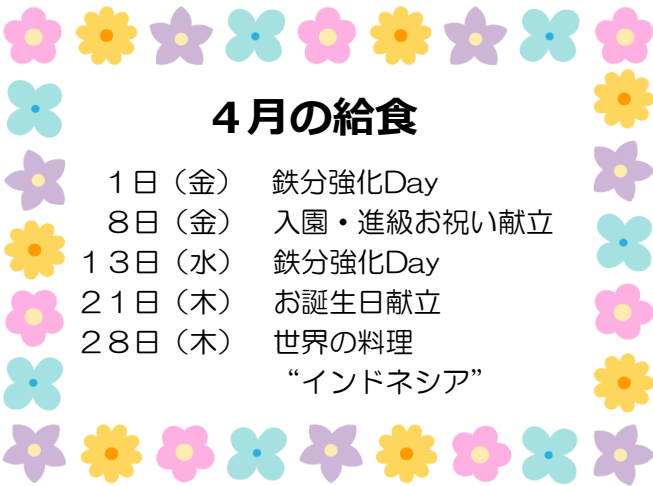 ４月の給食
１日（金）　鉄分強化Day
８日（金）　入園・進級お祝い献立
１３日（水）　鉄分強化Day
２１日（木）　お誕生日献立
２８日（木）　世界の料理
“インドネシア”